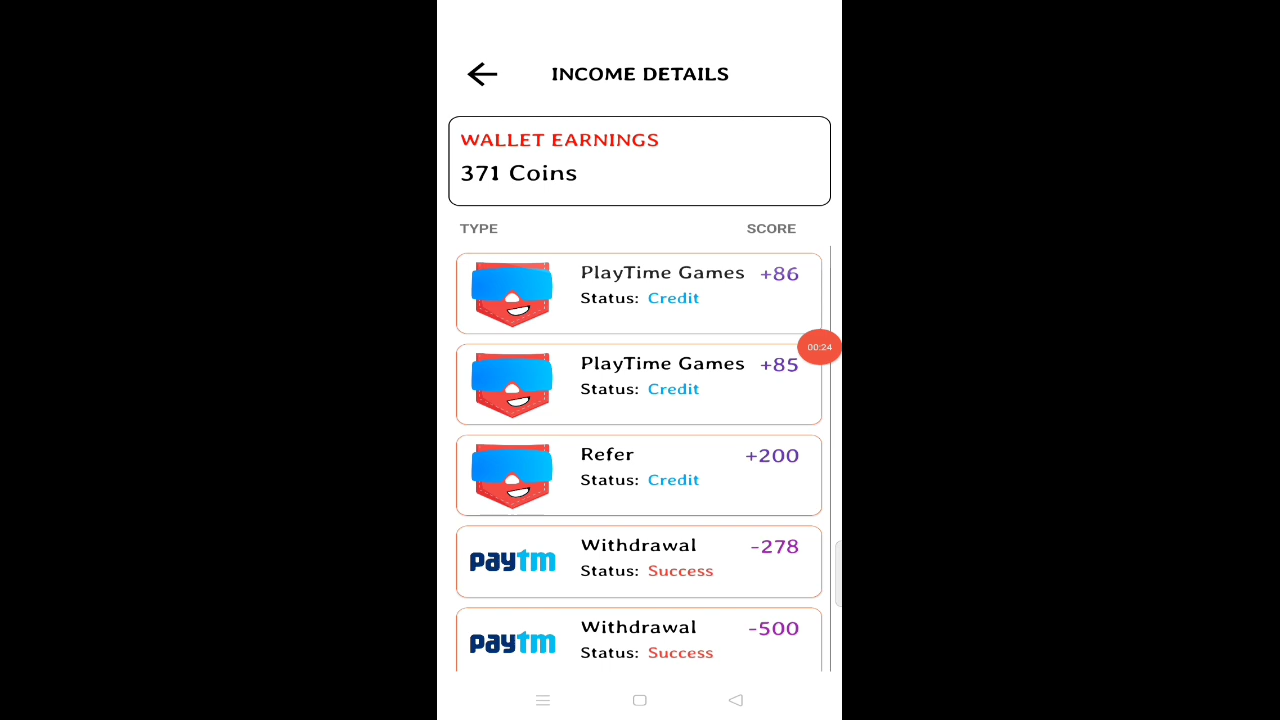 INCOME DETAILS
WALLET EARNINGS
371 Coins
TYPE SCORE
PlayTime Games +86
Status: Credit
00:24
PlayTime Games +85
Status: Credit
Refer +200
Status: Credit
paytm Withdrawal -278
Status: Success
paytm Withdrawal -500
Status: Success